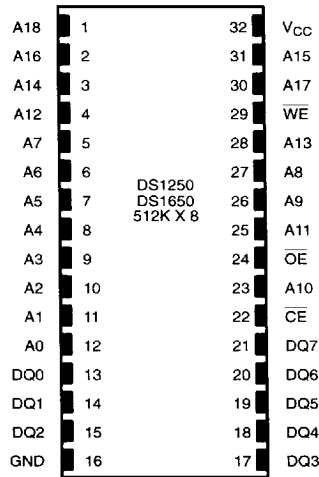 A18 1 32 VCC
A16 2 31 A15
A14 3 30 A17
A12 4 29 W̅E̅
A7 5 28 A13
A6 6 27 A8
DS1250
A5 7 26 A9
DS1650
512K X 8
A4 8 25 A11
A3 9 24 O̅E̅
A2 10 23 A10
A1 11 22 C̅E̅
A0 12 21 DQ7
DQ0 13 20 DQ6
DQ1 14 19 DQ5
DQ2 15 18 DQ4
GND 16 17 DQ3